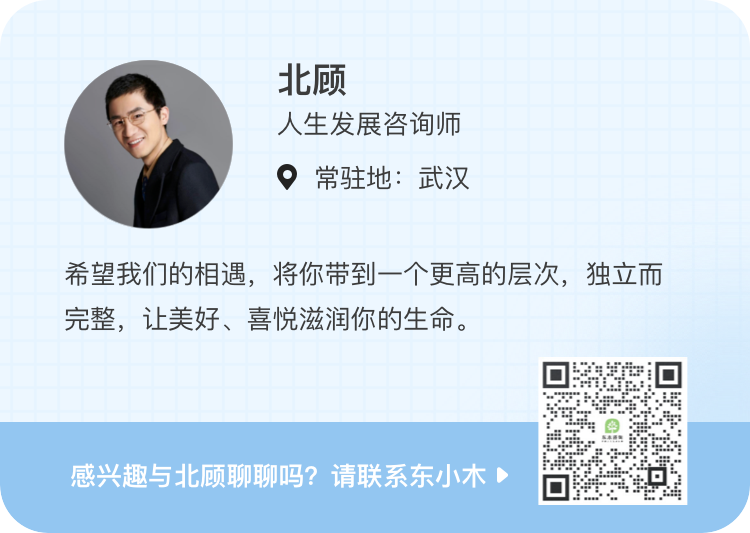 北顾
人生发展咨询师
常驻地：武汉
希望我们的相遇，将你带到一个更高的层次，独立而
完整，让美好、喜悦滋润你的生命。
感兴趣与北顾聊聊吗？请联系东小木